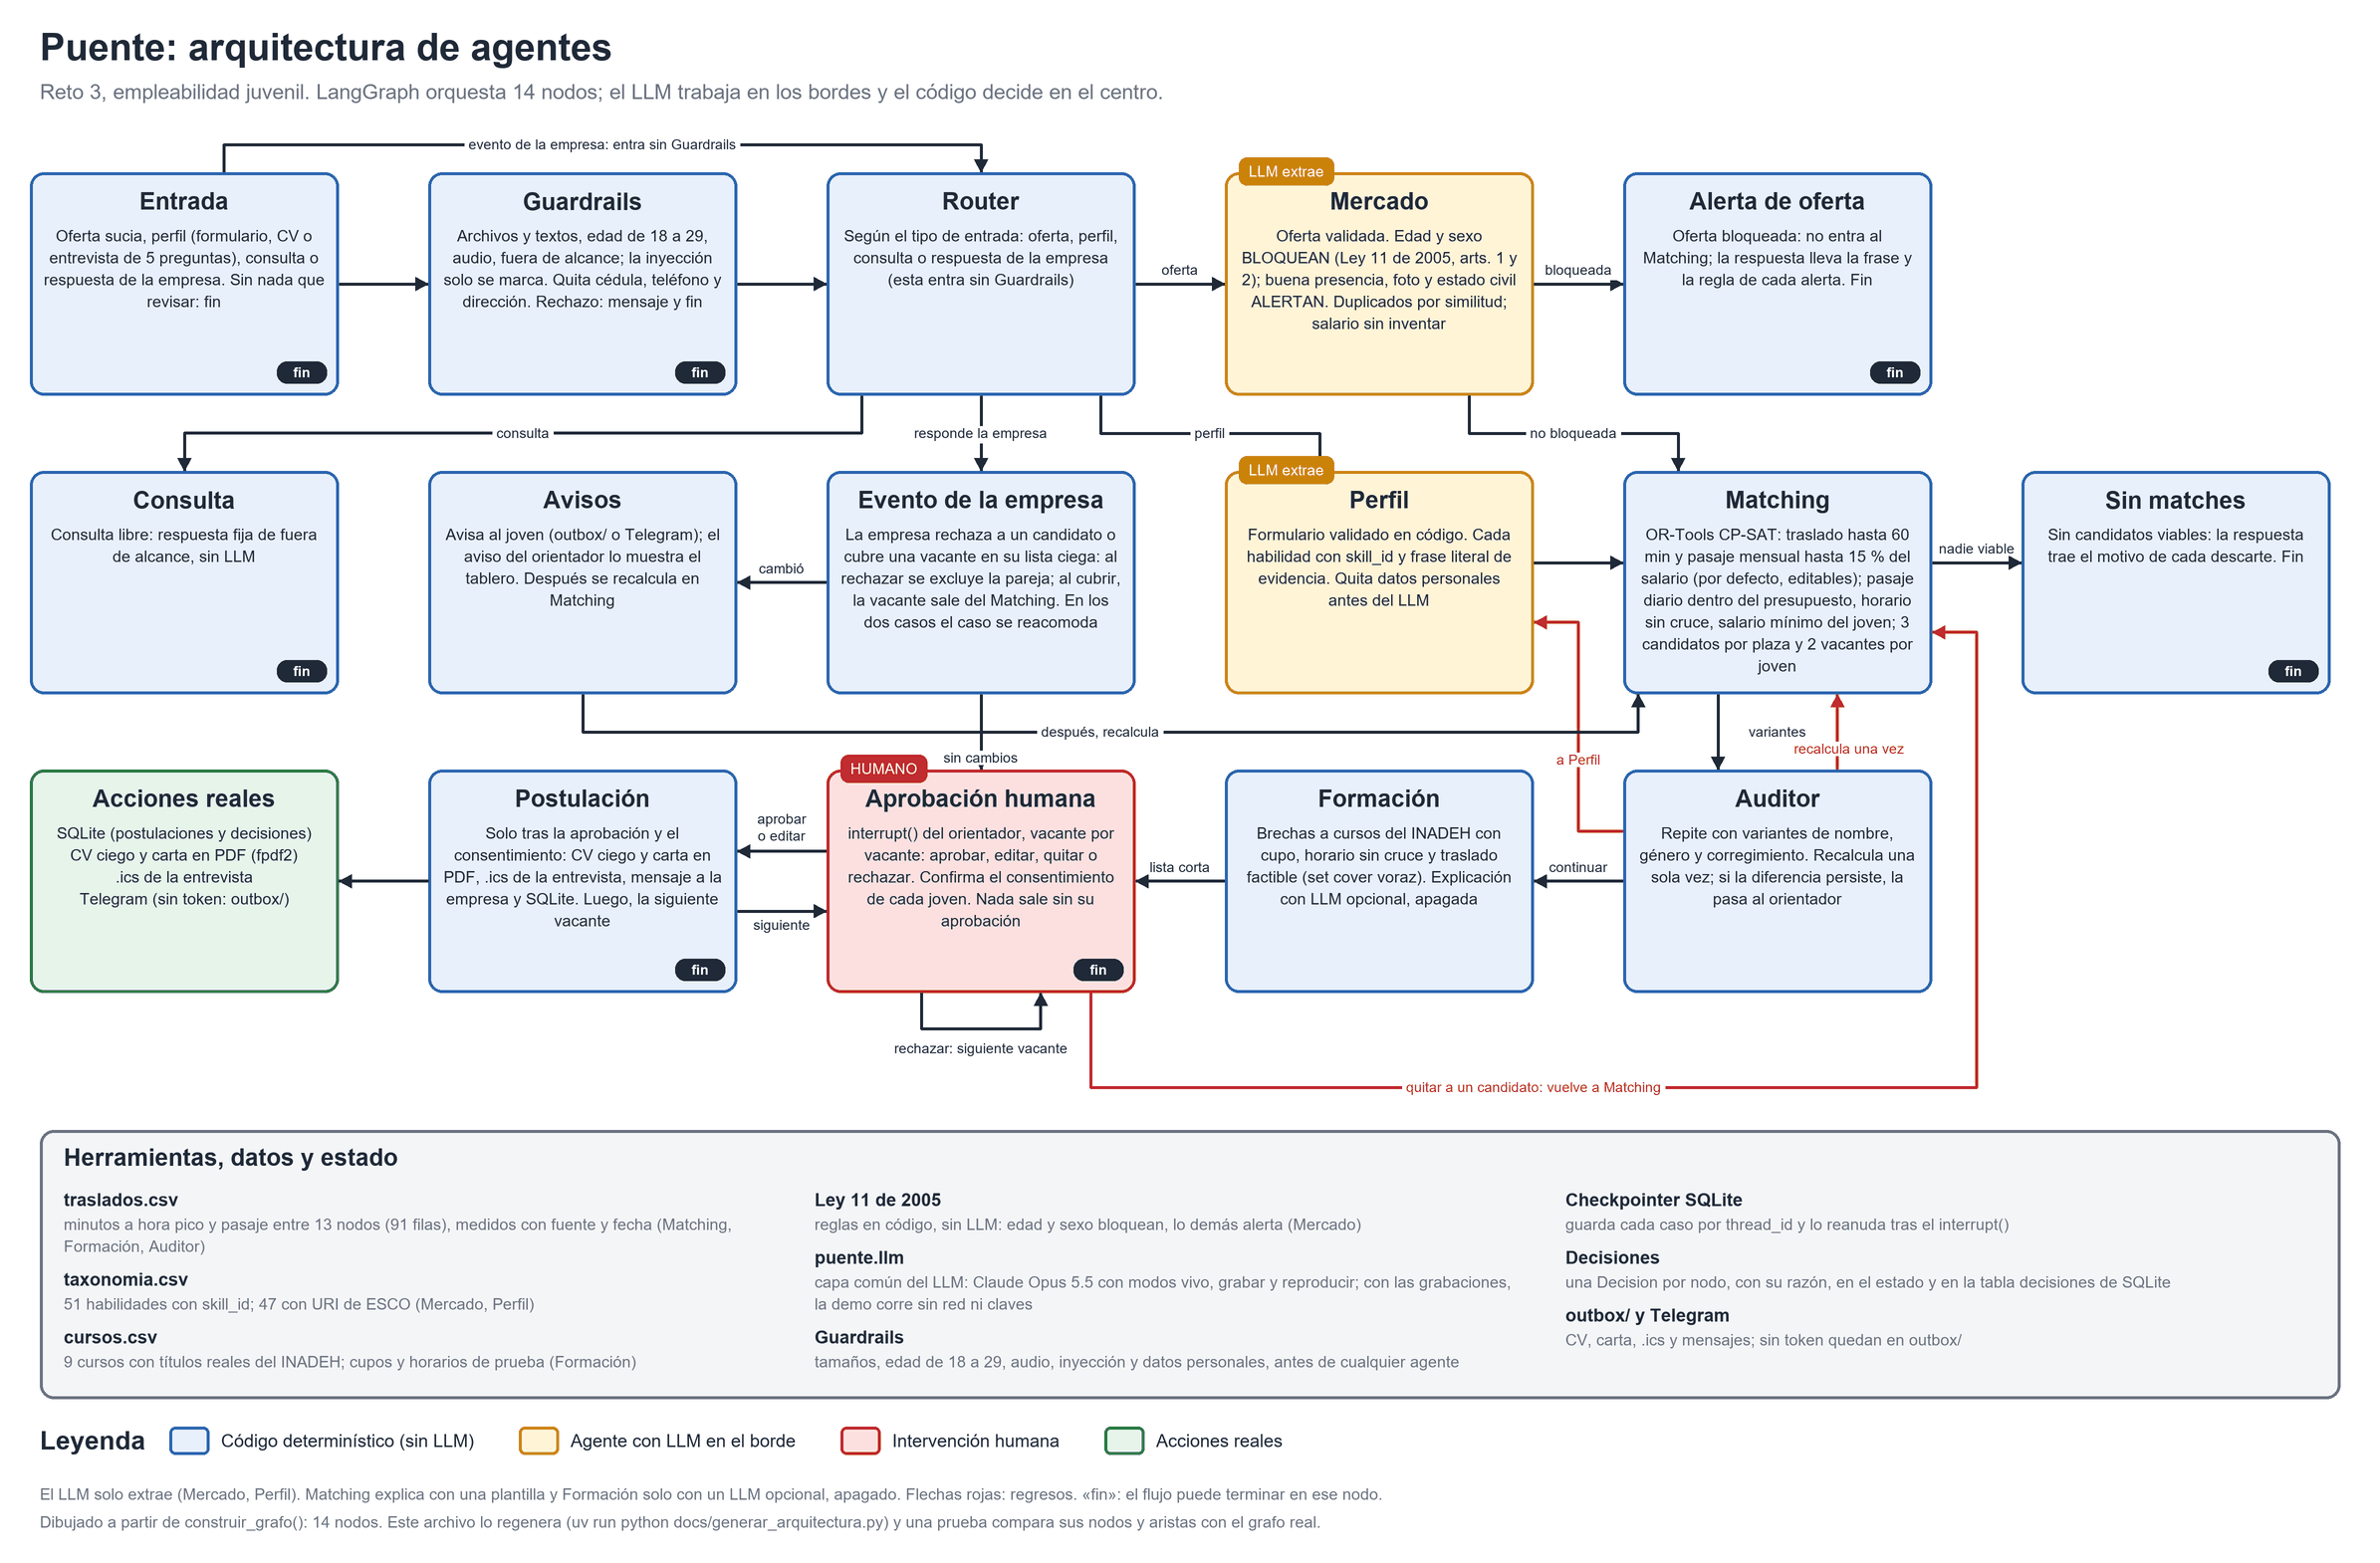 Puente: arquitectura de agentes
Reto 3, empleabilidad juvenil. LangGraph orquesta 14 nodos; el LLM trabaja en los bordes y el código decide en el centro.
evento de la empresa: entra sin Guardrails
Entrada
Oferta sucia, perfil (formulario, CV o
entrevista de 5 preguntas), consulta o
respuesta de la empresa. Sin nada que
revisar: fin
fin
Guardrails
Archivos y textos, edad de 18 a 29,
audio, fuera de alcance; la inyección
solo se marca. Quita cédula, teléfono y
dirección. Rechazo: mensaje y fin
fin
Router
Según el tipo de entrada: oferta, perfil,
consulta o respuesta de la empresa
(esta entra sin Guardrails)
oferta
LLM extrae
Mercado
Oferta validada. Edad y sexo
BLOQUEAN (Ley 11 de 2005, arts. 1 y
2); buena presencia, foto y estado civil
ALERTAN. Duplicados por similitud;
salario sin inventar
bloqueada
Alerta de oferta
Oferta bloqueada: no entra al
Matching; la respuesta lleva la frase y
la regla de cada alerta. Fin
fin
consulta
responde la empresa
perfil
no bloqueada
Consulta
Consulta libre: respuesta fija de fuera
de alcance, sin LLM
fin
Avisos
Avisa al joven (outbox/ o Telegram); el
aviso del orientador lo muestra el
tablero. Después se recalcula en
Matching
cambió
Evento de la empresa
La empresa rechaza a un candidato o
cubre una vacante en su lista ciega: al
rechazar se excluye la pareja; al cubrir,
la vacante sale del Matching. En los
dos casos el caso se reacomoda
LLM extrae
Perfil
Formulario validado en código. Cada
habilidad con skill_id y frase literal de
evidencia. Quita datos personales
antes del LLM
Matching
OR-Tools CP-SAT: traslado hasta 60
min y pasaje mensual hasta 15 % del
salario (por defecto, editables); pasaje
diario dentro del presupuesto, horario
sin cruce, salario mínimo del joven; 3
candidatos por plaza y 2 vacantes por
joven
nadie viable
Sin matches
Sin candidatos viables: la respuesta
trae el motivo de cada descarte. Fin
fin
después, recalcula
sin cambios
a Perfil
variantes
recalcula una vez
Acciones reales
SQLite (postulaciones y decisiones)
CV ciego y carta en PDF (fpdf2)
.ics de la entrevista
Telegram (sin token: outbox/)
Postulación
Solo tras la aprobación y el
consentimiento: CV ciego y carta en
PDF, .ics de la entrevista, mensaje a la
empresa y SQLite. Luego, la siguiente
vacante
fin
aprobar
o editar
siguiente
HUMANO
Aprobación humana
interrupt() del orientador, vacante por
vacante: aprobar, editar, quitar o
rechazar. Confirma el consentimiento
de cada joven. Nada sale sin su
aprobación
fin
lista corta
Formación
Brechas a cursos del INADEH con
cupo, horario sin cruce y traslado
factible (set cover voraz). Explicación
con LLM opcional, apagada
continuar
Auditor
Repite con variantes de nombre,
género y corregimiento. Recalcula una
sola vez; si la diferencia persiste, la
pasa al orientador
rechazar: siguiente vacante
quitar a un candidato: vuelve a Matching
Herramientas, datos y estado
traslados.csv
minutos a hora pico y pasaje entre 13 nodos (91 filas), medidos con fuente y fecha (Matching,
Formación, Auditor)
taxonomia.csv
51 habilidades con skill_id; 47 con URI de ESCO (Mercado, Perfil)
cursos.csv
9 cursos con títulos reales del INADEH; cupos y horarios de prueba (Formación)
Ley 11 de 2005
reglas en código, sin LLM: edad y sexo bloquean, lo demás alerta (Mercado)
puente.llm
capa común del LLM: Claude Opus 5.5 con modos vivo, grabar y reproducir; con las grabaciones,
la demo corre sin red ni claves
Guardrails
tamaños, edad de 18 a 29, audio, inyección y datos personales, antes de cualquier agente
Checkpointer SQLite
guarda cada caso por thread_id y lo reanuda tras el interrupt()
Decisiones
una Decision por nodo, con su razón, en el estado y en la tabla decisiones de SQLite
outbox/ y Telegram
CV, carta, .ics y mensajes; sin token quedan en outbox/
Leyenda
Código determinístico (sin LLM)
Agente con LLM en el borde
Intervención humana
Acciones reales
El LLM solo extrae (Mercado, Perfil). Matching explica con una plantilla y Formación solo con un LLM opcional, apagado. Flechas rojas: regresos. «fin»: el flujo puede terminar en ese nodo.
Dibujado a partir de construir_grafo(): 14 nodos. Este archivo lo regenera (uv run python docs/generar_arquitectura.py) y una prueba compara sus nodos y aristas con el grafo real.